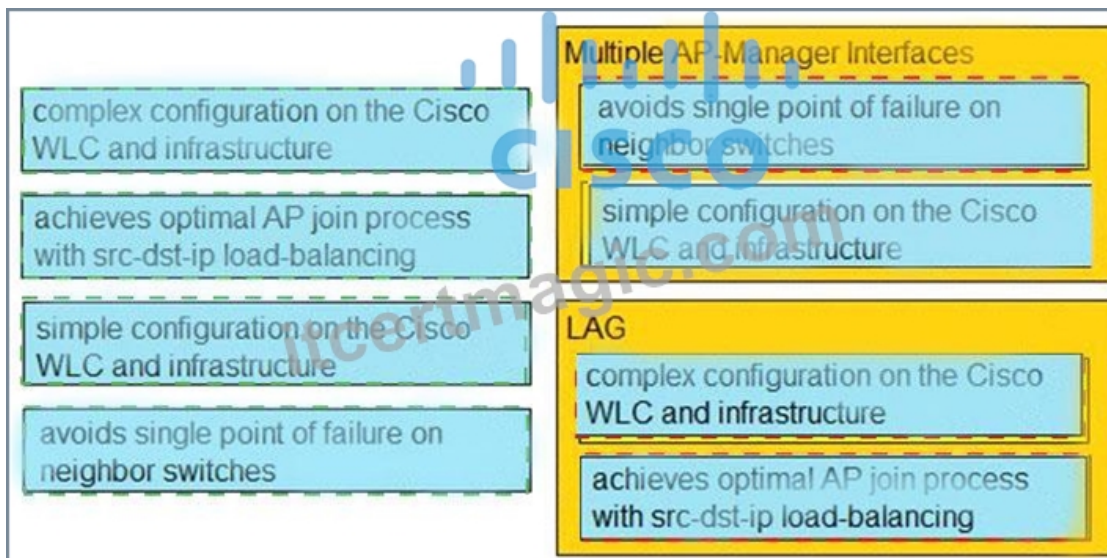 complex configuration on the Cisco
WLC and infrastructure
achieves optimal AP join process
with src-dst-ip load-balancing
simple configuration on the Cisco
WLC and infrastructure
avoids single point of failure on
neighbor switches
Multiple AP-Manager Interfaces
avoids single point of failure on
neighbor switches
simple configuration on the Cisco
WLC and infrastructure
LAG
complex configuration on the Cisco
WLC and infrastructure
achieves optimal AP join process
with src-dst-ip load-balancing
CISCO
itcertmagic.com